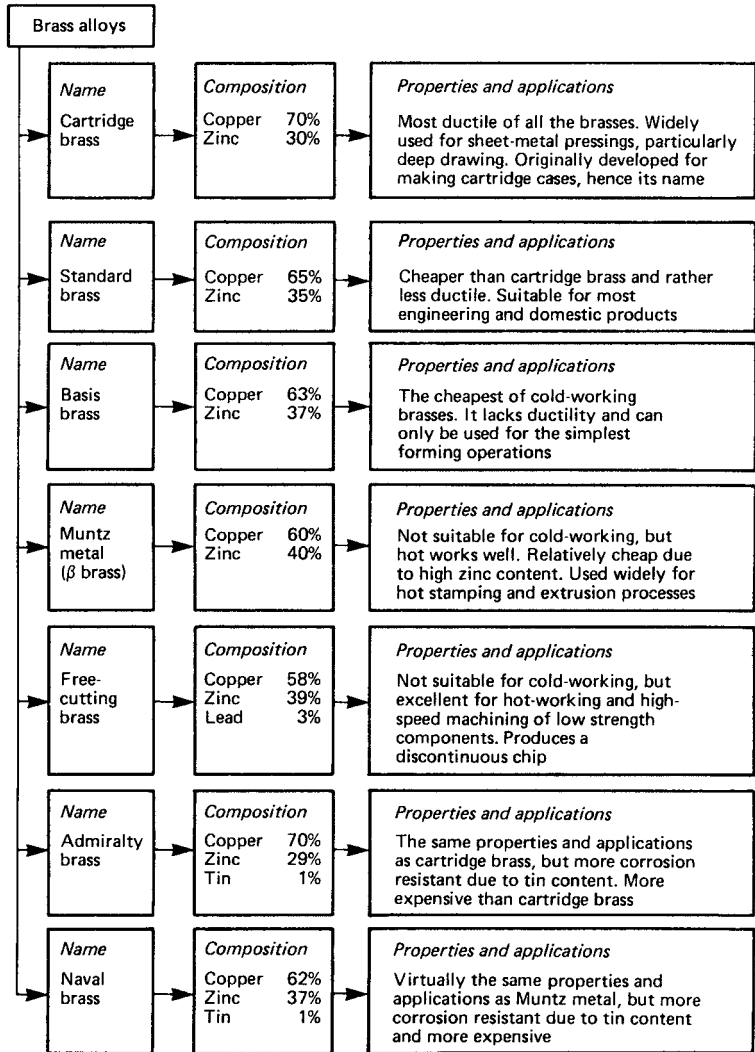 Brass alloys
Name
Cartridge
brass
Composition
Copper 70%
Zinc 30%
Properties and applications
Most ductile of all the brasses. Widely
used for sheet-metal pressings, particularly
deep drawing. Originally developed for
making cartridge cases, hence its name
Name
Standard
brass
Composition
Copper 65%
Zinc 35%
Properties and applications
Cheaper than cartridge brass and rather
less ductile. Suitable for most
engineering and domestic products
Name
Basis
brass
Composition
Copper 63%
Zinc 37%
Properties and applications
The cheapest of cold-working
brasses. It lacks ductility and can
only be used for the simplest
forming operations
Name
Muntz
metal
(β brass)
Composition
Copper 60%
Zinc 40%
Properties and applications
Not suitable for cold-working, but
hot works well. Relatively cheap due
to high zinc content. Used widely for
hot stamping and extrusion processes
Name
Free-
cutting
brass
Composition
Copper 58%
Zinc 39%
Lead 3%
Properties and applications
Not suitable for cold-working, but
excellent for hot-working and high-
speed machining of low strength
components. Produces a
discontinuous chip
Name
Admiralty
brass
Composition
Copper 70%
Zinc 29%
Tin 1%
Properties and applications
The same properties and applications
as cartridge brass, but more corrosion
resistant due to tin content. More
expensive than cartridge brass
Name
Naval
brass
Composition
Copper 62%
Zinc 37%
Tin 1%
Properties and applications
Virtually the same properties and
applications as Muntz metal, but more
corrosion resistant due to tin content
and more expensive